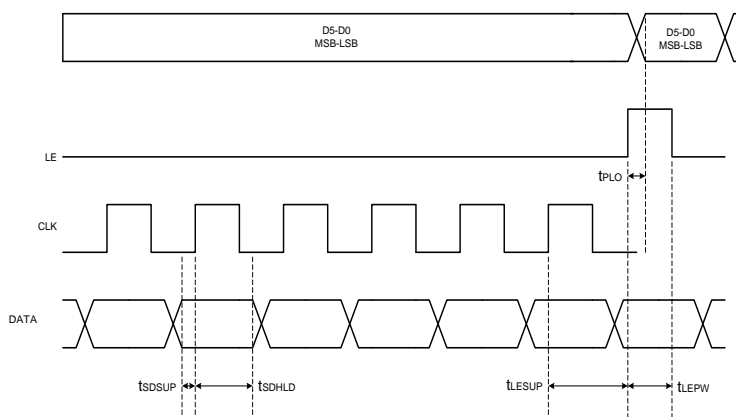 D5-D0
MSB-LSB
D5-D0
MSB-LSB
LE
tPLO
CLK
DATA
tSDSUP
tSDHLD
tLESUP
tLEPW